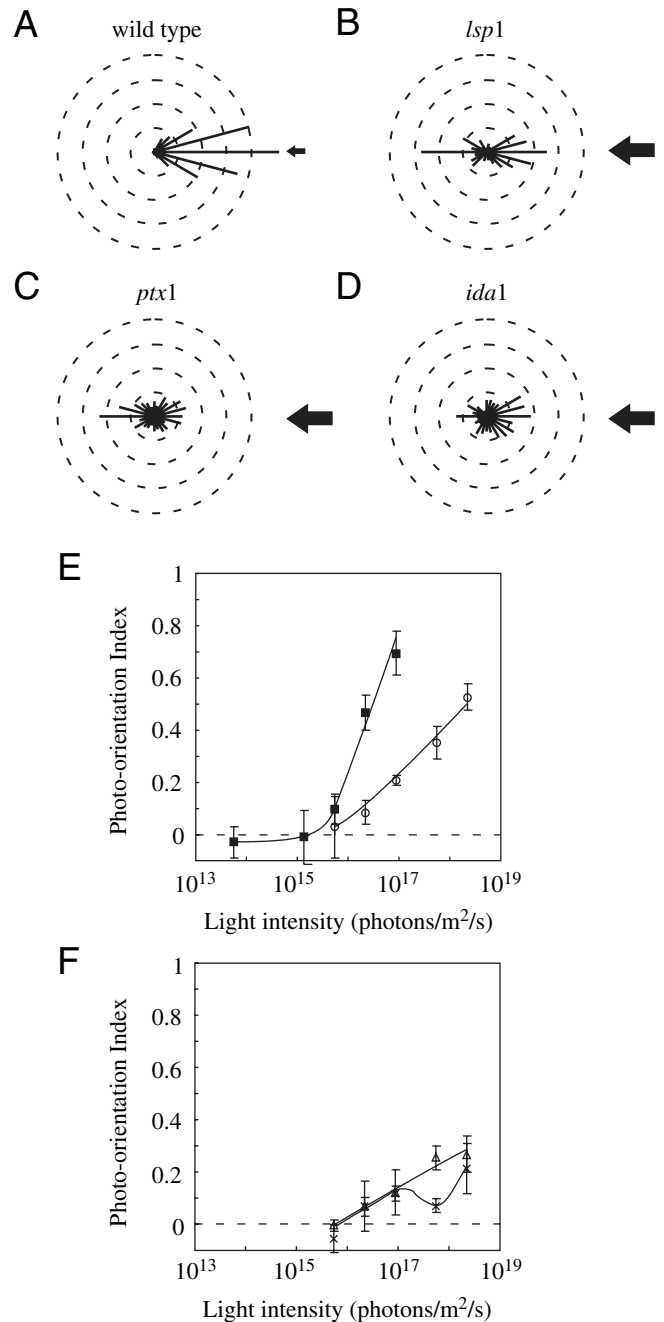 A
wild type
B
lsp1
C
ptx1
D
ida1
E
1
0.8
0.6
0.4
0.2
0
Photo-orientation Index
10¹³ 10¹⁵ 10¹⁷ 10¹⁹
Light intensity (photons/m²/s)
F
1
0.8
0.6
0.4
0.2
0
Photo-orientation Index
10¹³ 10¹⁵ 10¹⁷ 10¹⁹
Light intensity (photons/m²/s)